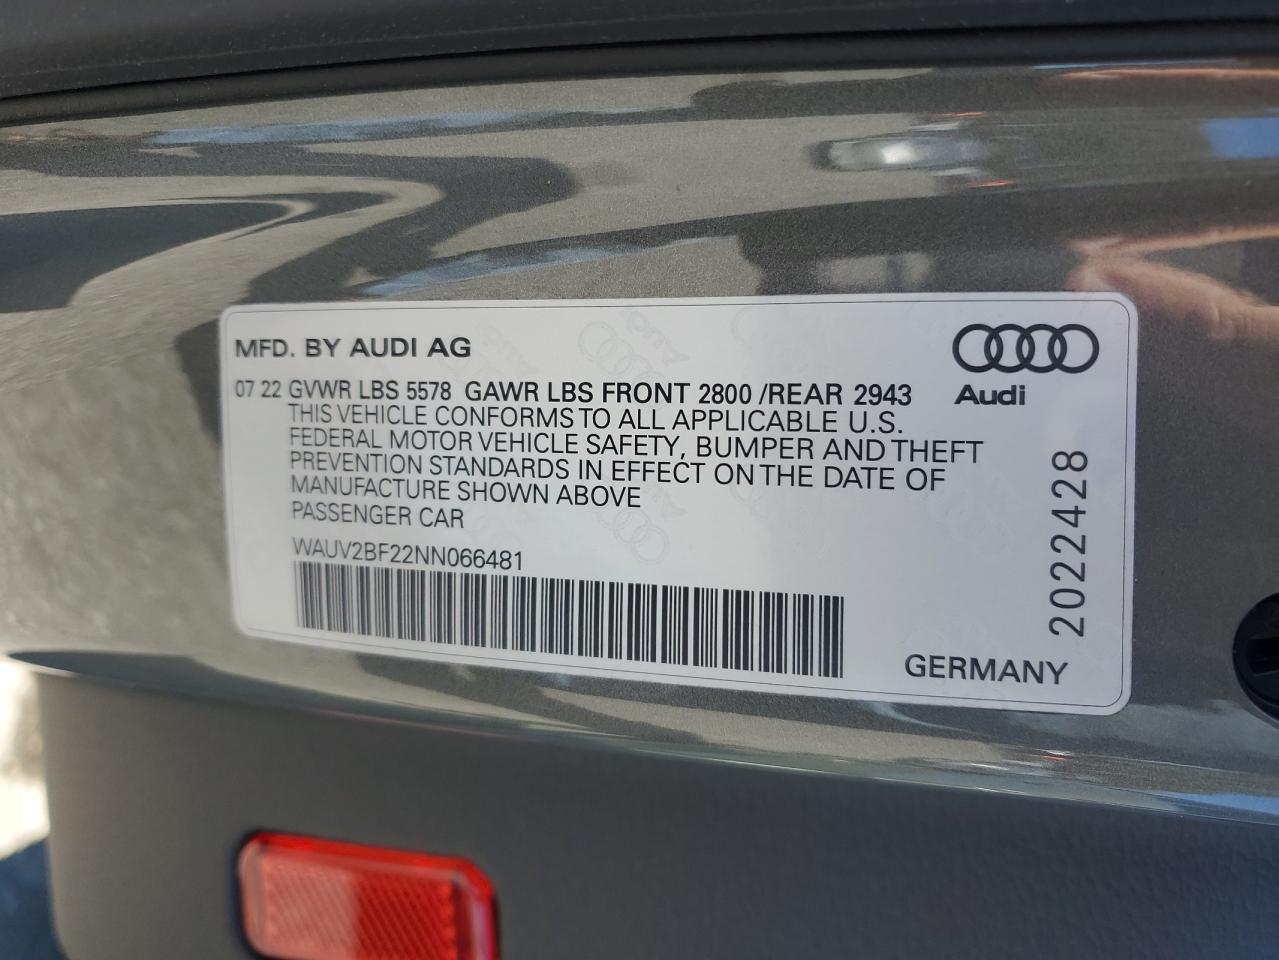 MFD. BY AUDI AG
Audi
07 22 GVWR LBS 5578 GAWR LBS FRONT 2800 /REAR 2943
THIS VEHICLE CONFORMS TO ALL APPLICABLE U.S.
FEDERAL MOTOR VEHICLE SAFETY, BUMPER AND THEFT
PREVENTION STANDARDS IN EFFECT ON THE DATE OF
MANUFACTURE SHOWN ABOVE
PASSENGER CAR
WAUV2BF22NN066481
2022428
GERMANY